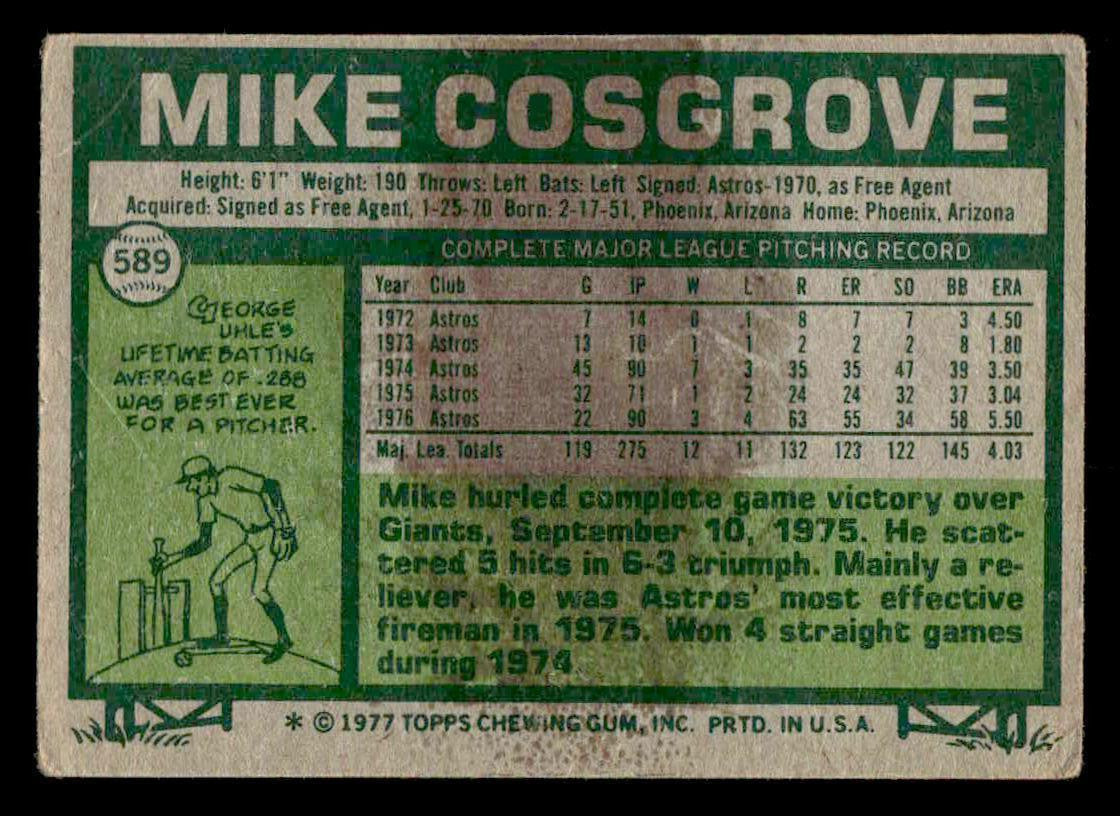 MIKE COSGROVE
Height: 6'1" Weight: 190 Throws: Left Bats: Left Signed: Astros-1970, as Free Agent
Acquired: Signed as Free Agent, 1-25-70 Born: 2-17-51, Phoenix, Arizona Home: Phoenix, Arizona
589
GEORGE
UHLE'S
LIFETIME BATTING
AVERAGE OF .288
WAS BEST EVER
FOR A PITCHER.
COMPLETE MAJOR LEAGUE PITCHING RECORD
Year Club G IP W L R ER SO BB ERA
1972 Astros 7 14 0 1 8 7 7 3 4.50
1973 Astros 13 10 1 1 2 2 2 8 1.80
1974 Astros 45 90 7 3 35 35 47 39 3.50
1975 Astros 32 71 1 2 24 24 32 37 3.04
1976 Astros 22 90 3 4 63 55 34 58 5.50
Maj. Lea. Totals 119 275 12 11 132 123 122 145 4.03
Mike hurled complete game victory over
Giants, September 10, 1975. He scat-
tered 5 hits in 6-3 triumph. Mainly a re-
liever, he was Astros' most effective
fireman in 1975. Won 4 straight games
during 1974.
* © 1977 TOPPS CHEWING GUM, INC. PRTD. IN U.S.A.